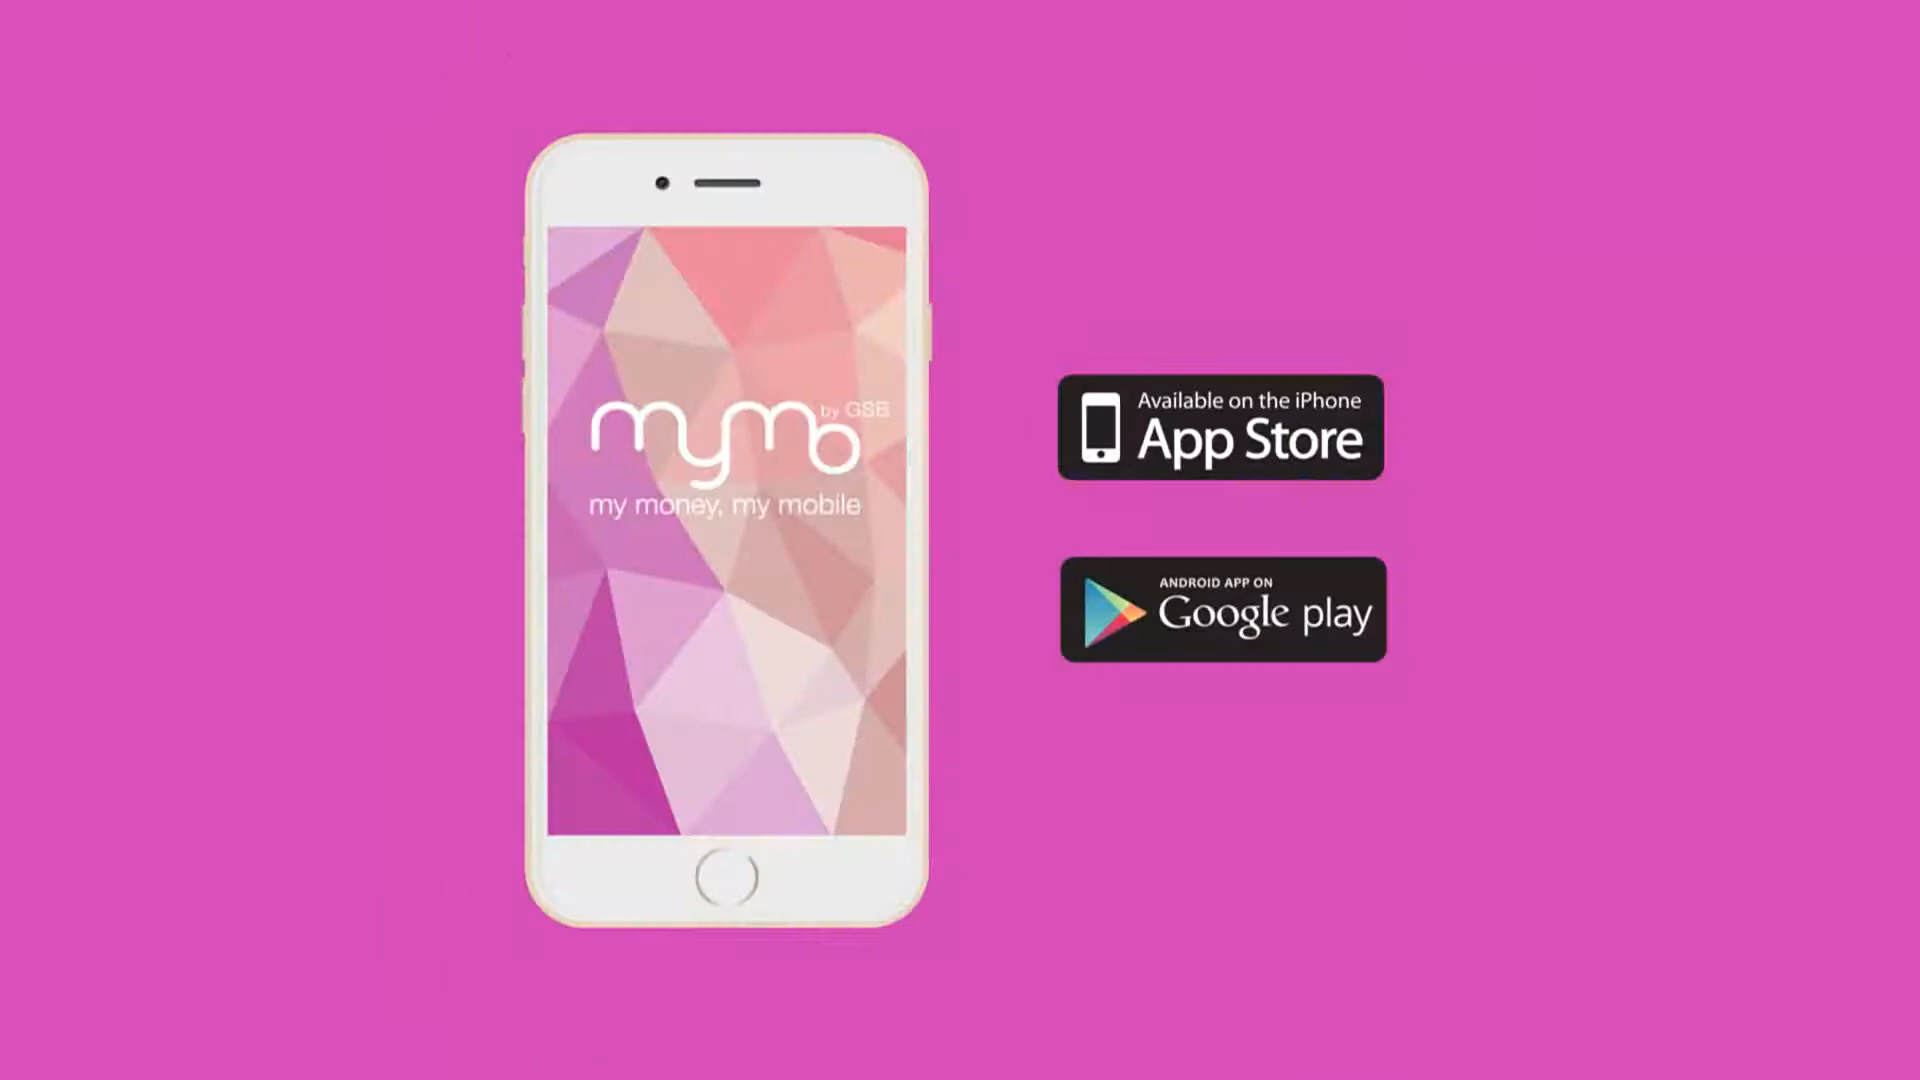 mymo by GSB
my money, my mobile
Available on the iPhone
App Store
ANDROID APP ON
Google play